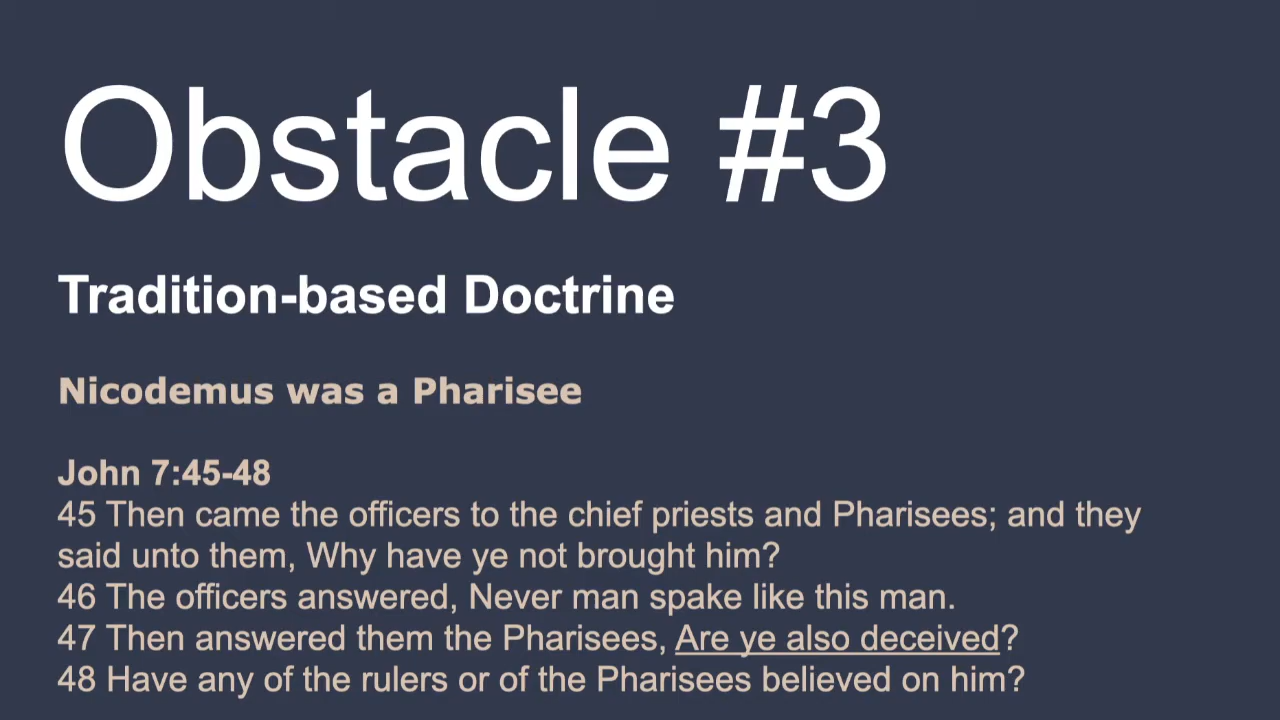 Obstacle #3
Tradition-based Doctrine
Nicodemus was a Pharisee
John 7:45-48
45 Then came the officers to the chief priests and Pharisees; and they
said unto them, Why have ye not brought him?
46 The officers answered, Never man spake like this man.
47 Then answered them the Pharisees, Are ye also deceived?
48 Have any of the rulers or of the Pharisees believed on him?